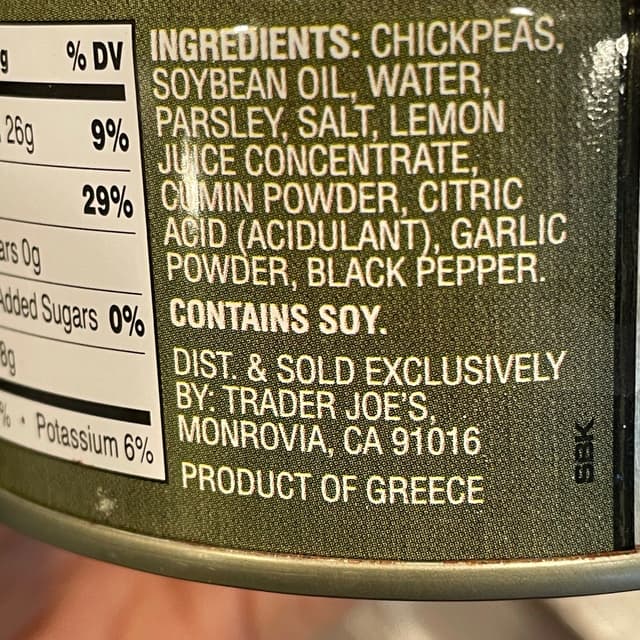 g % DV
26g 9%
29%
ars 0g
Added Sugars 0%
8g
% • Potassium 6%
INGREDIENTS: CHICKPEAS,
SOYBEAN OIL, WATER,
PARSLEY, SALT, LEMON
JUICE CONCENTRATE,
CUMIN POWDER, CITRIC
ACID (ACIDULANT), GARLIC
POWDER, BLACK PEPPER.
CONTAINS SOY.
DIST. & SOLD EXCLUSIVELY
BY: TRADER JOE'S,
MONROVIA, CA 91016
PRODUCT OF GREECE
SBK